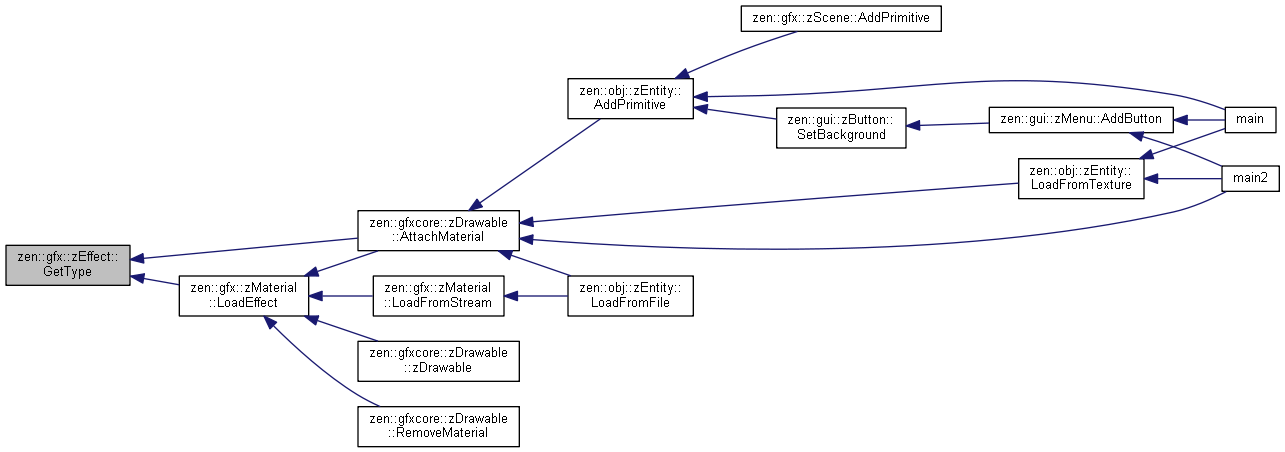 zen::gfx::zScene::AddPrimitive
zen::obj::zEntity::
AddPrimitive
zen::gui::zButton::
SetBackground
zen::gui::zMenu::AddButton
main
zen::obj::zEntity::
LoadFromTexture
main2
zen::gfxcore::zDrawable
::AttachMaterial
zen::gfx::zEffect::
GetType
zen::gfx::zMaterial
::LoadEffect
zen::gfx::zMaterial
::LoadFromStream
zen::obj::zEntity::
LoadFromFile
zen::gfxcore::zDrawable
::zDrawable
zen::gfxcore::zDrawable
::RemoveMaterial